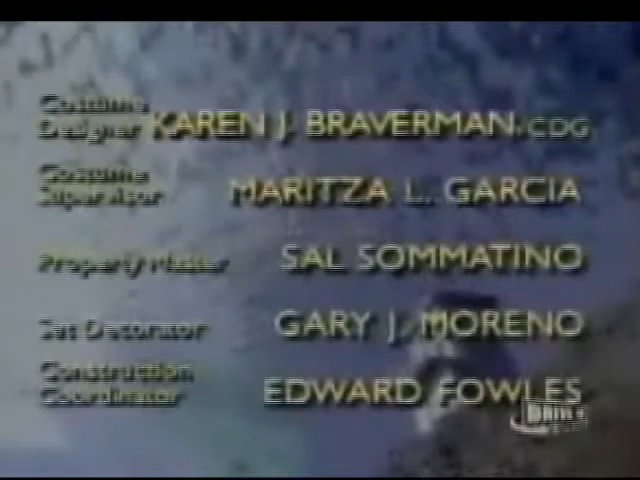 Costume
Designer KAREN J. BRAVERMAN, CDG
Costume
Supervisor MARITZA L. GARCIA
Property Master SAL SOMMATINO
Set Decorator GARY J. MORENO
Construction
Coordinator EDWARD FOWLES